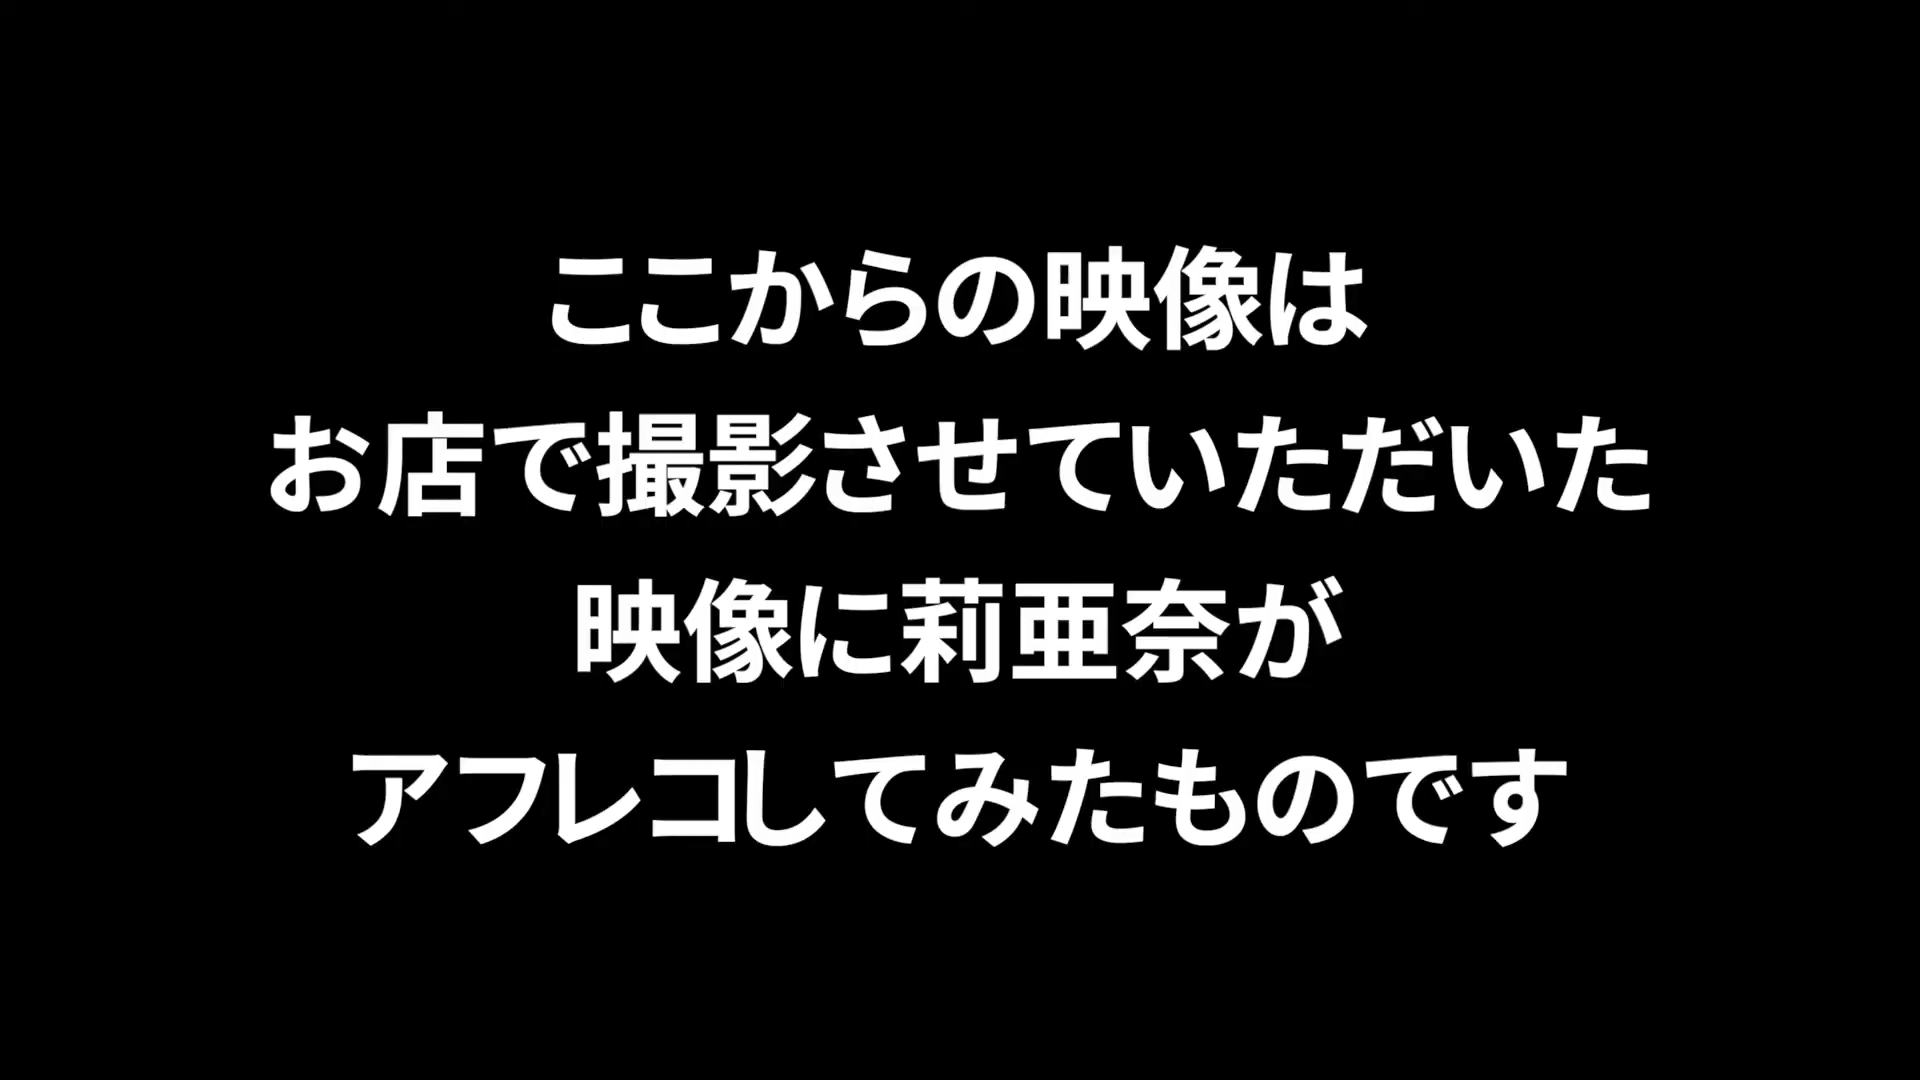 ここからの映像は
お店で撮影させていただいた
映像に莉亜奈が
アフレコしてみたものです